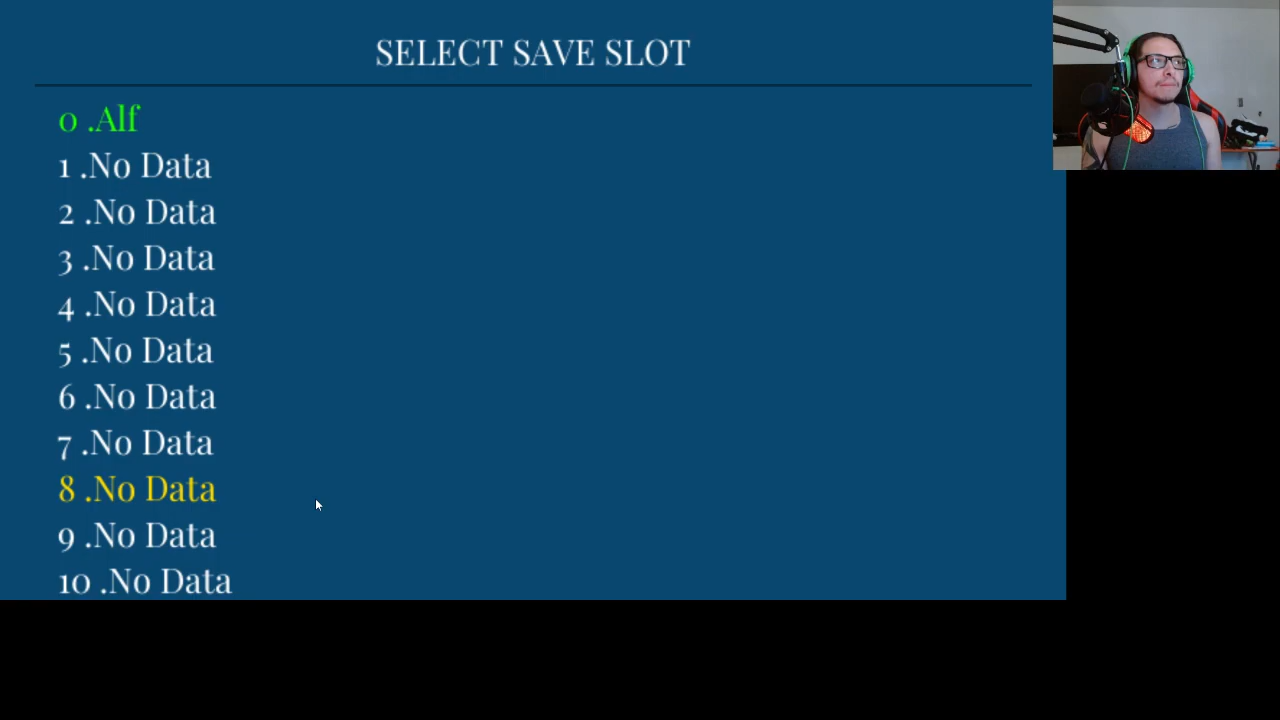 SELECT SAVE SLOT
0 .Alf
1 .No Data
2 .No Data
3 .No Data
4 .No Data
5 .No Data
6 .No Data
7 .No Data
8 .No Data
9 .No Data
10 .No Data